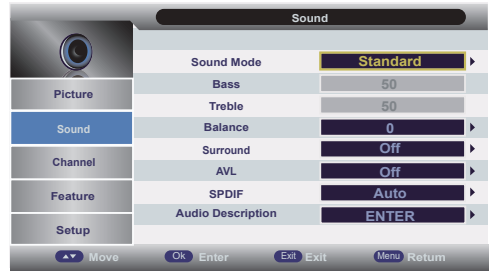 Sound
Sound Mode Standard
Bass 50
Treble 50
Balance 0
Surround Off
AVL Off
SPDIF Auto
Audio Description ENTER
Picture
Sound
Channel
Feature
Setup
Move Ok Enter Exit Exit Menu Return